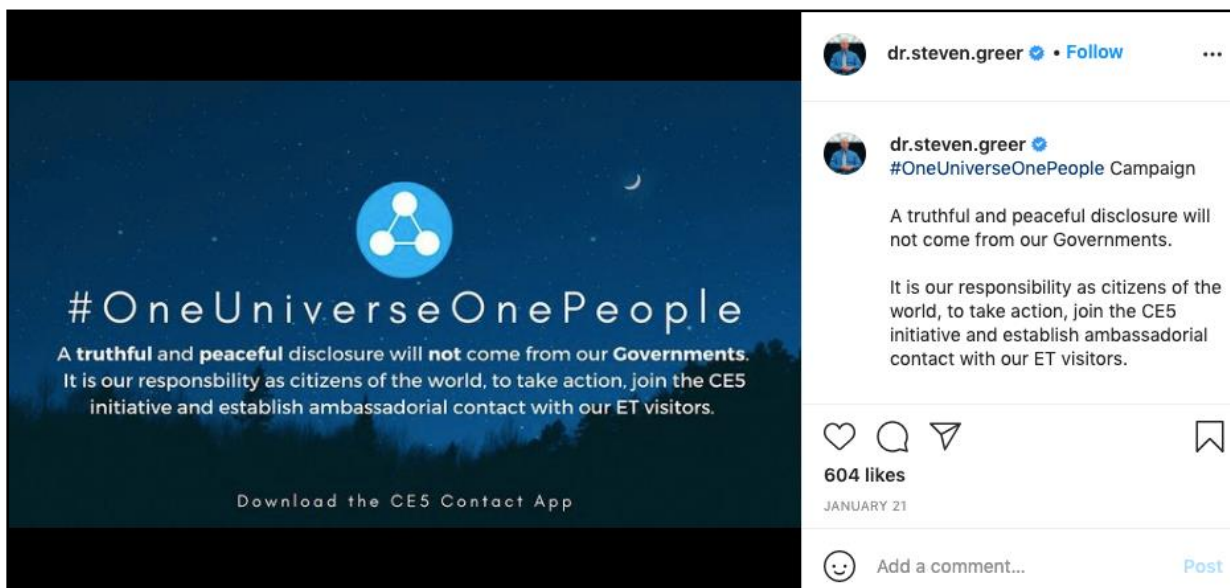 #OneUniverseOnePeople
A truthful and peaceful disclosure will not come from our Governments.
It is our responsbility as citizens of the world, to take action, join the CE5
initiative and establish ambassadorial contact with our ET visitors.
Download the CE5 Contact App
dr.steven.greer • Follow
dr.steven.greer
#OneUniverseOnePeople Campaign
A truthful and peaceful disclosure will
not come from our Governments.
It is our responsibility as citizens of the
world, to take action, join the CE5
initiative and establish ambassadorial
contact with our ET visitors.
604 likes
JANUARY 21
Add a comment...
Post